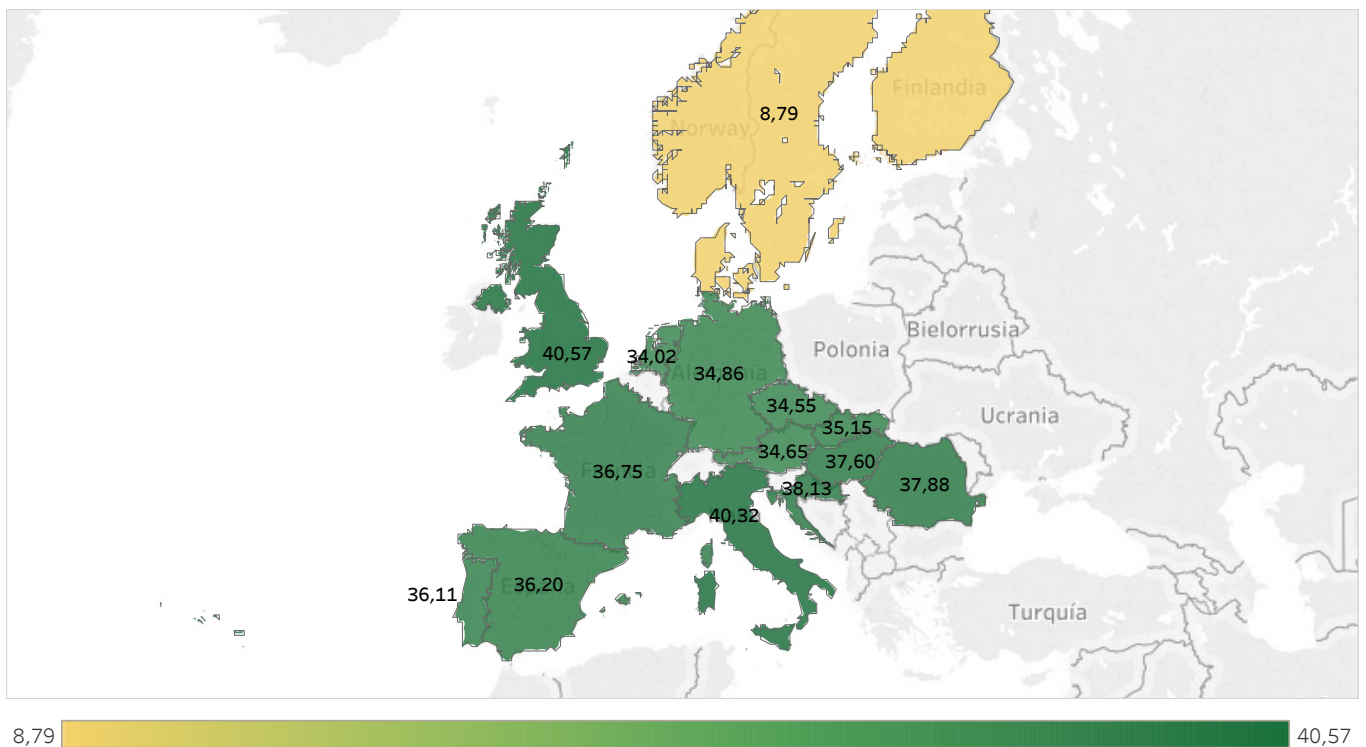 Finlandia
8,79
Norway
Bielorrusia
Polonia
40,57
34,02
Alemania
34,86
34,55
Ucrania
35,15
34,65
37,60
36,75
37,88
38,13
40,32
36,20
España
36,11
Turquía
8,79
40,57